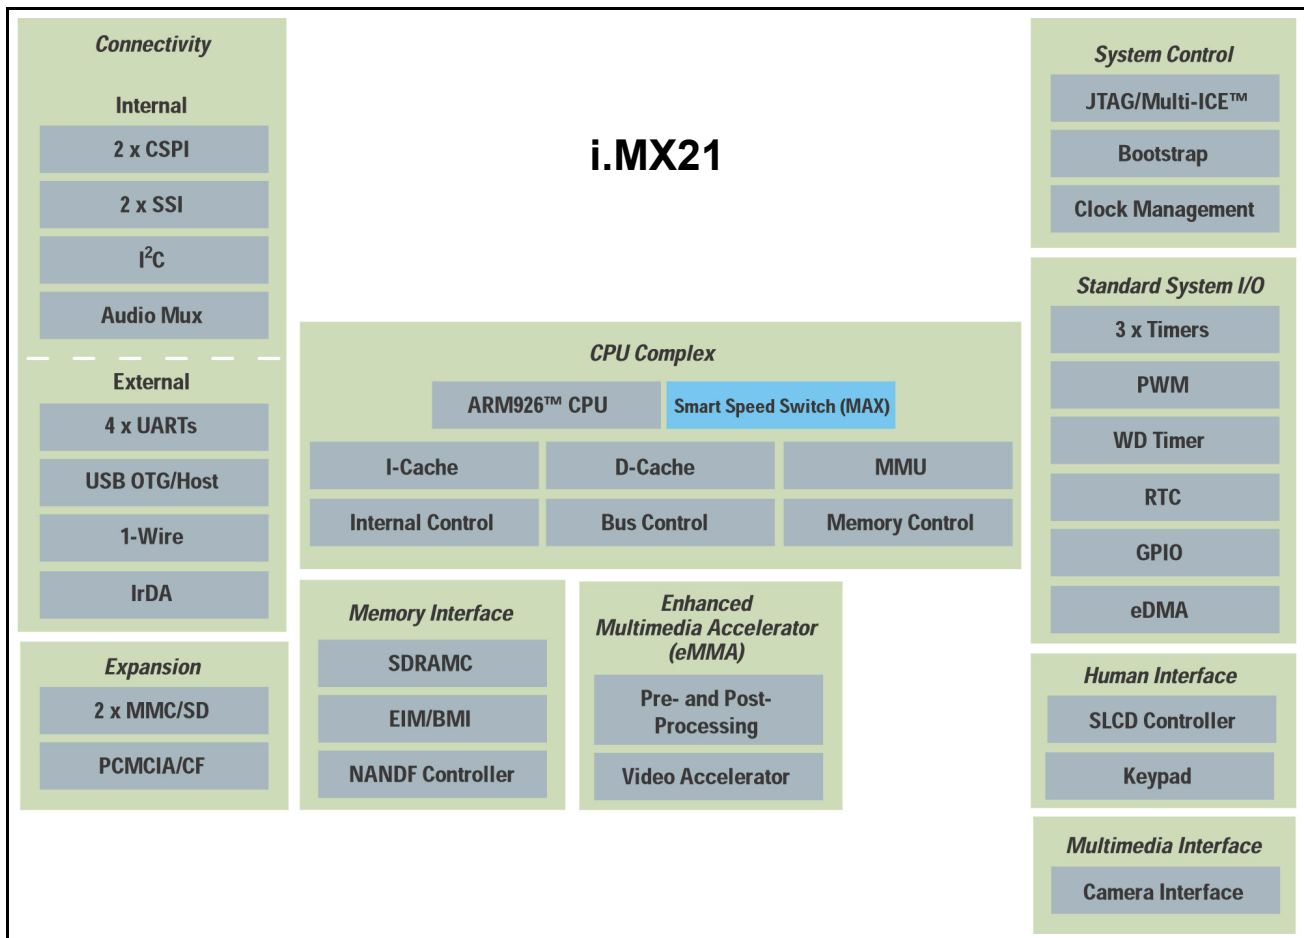 Connectivity
Internal
2 x CSPI
2 x SSI
I²C
Audio Mux
External
4 x UARTs
USB OTG/Host
1-Wire
IrDA
Expansion
2 x MMC/SD
PCMCIA/CF
i.MX21
CPU Complex
ARM926™ CPU
Smart Speed Switch (MAX)
I-Cache
D-Cache
MMU
Internal Control
Bus Control
Memory Control
Memory Interface
SDRAMC
EIM/BMI
NANDF Controller
Enhanced
Multimedia Accelerator
(eMMA)
Pre- and Post-
Processing
Video Accelerator
System Control
JTAG/Multi-ICE™
Bootstrap
Clock Management
Standard System I/O
3 x Timers
PWM
WD Timer
RTC
GPIO
eDMA
Human Interface
SLCD Controller
Keypad
Multimedia Interface
Camera Interface